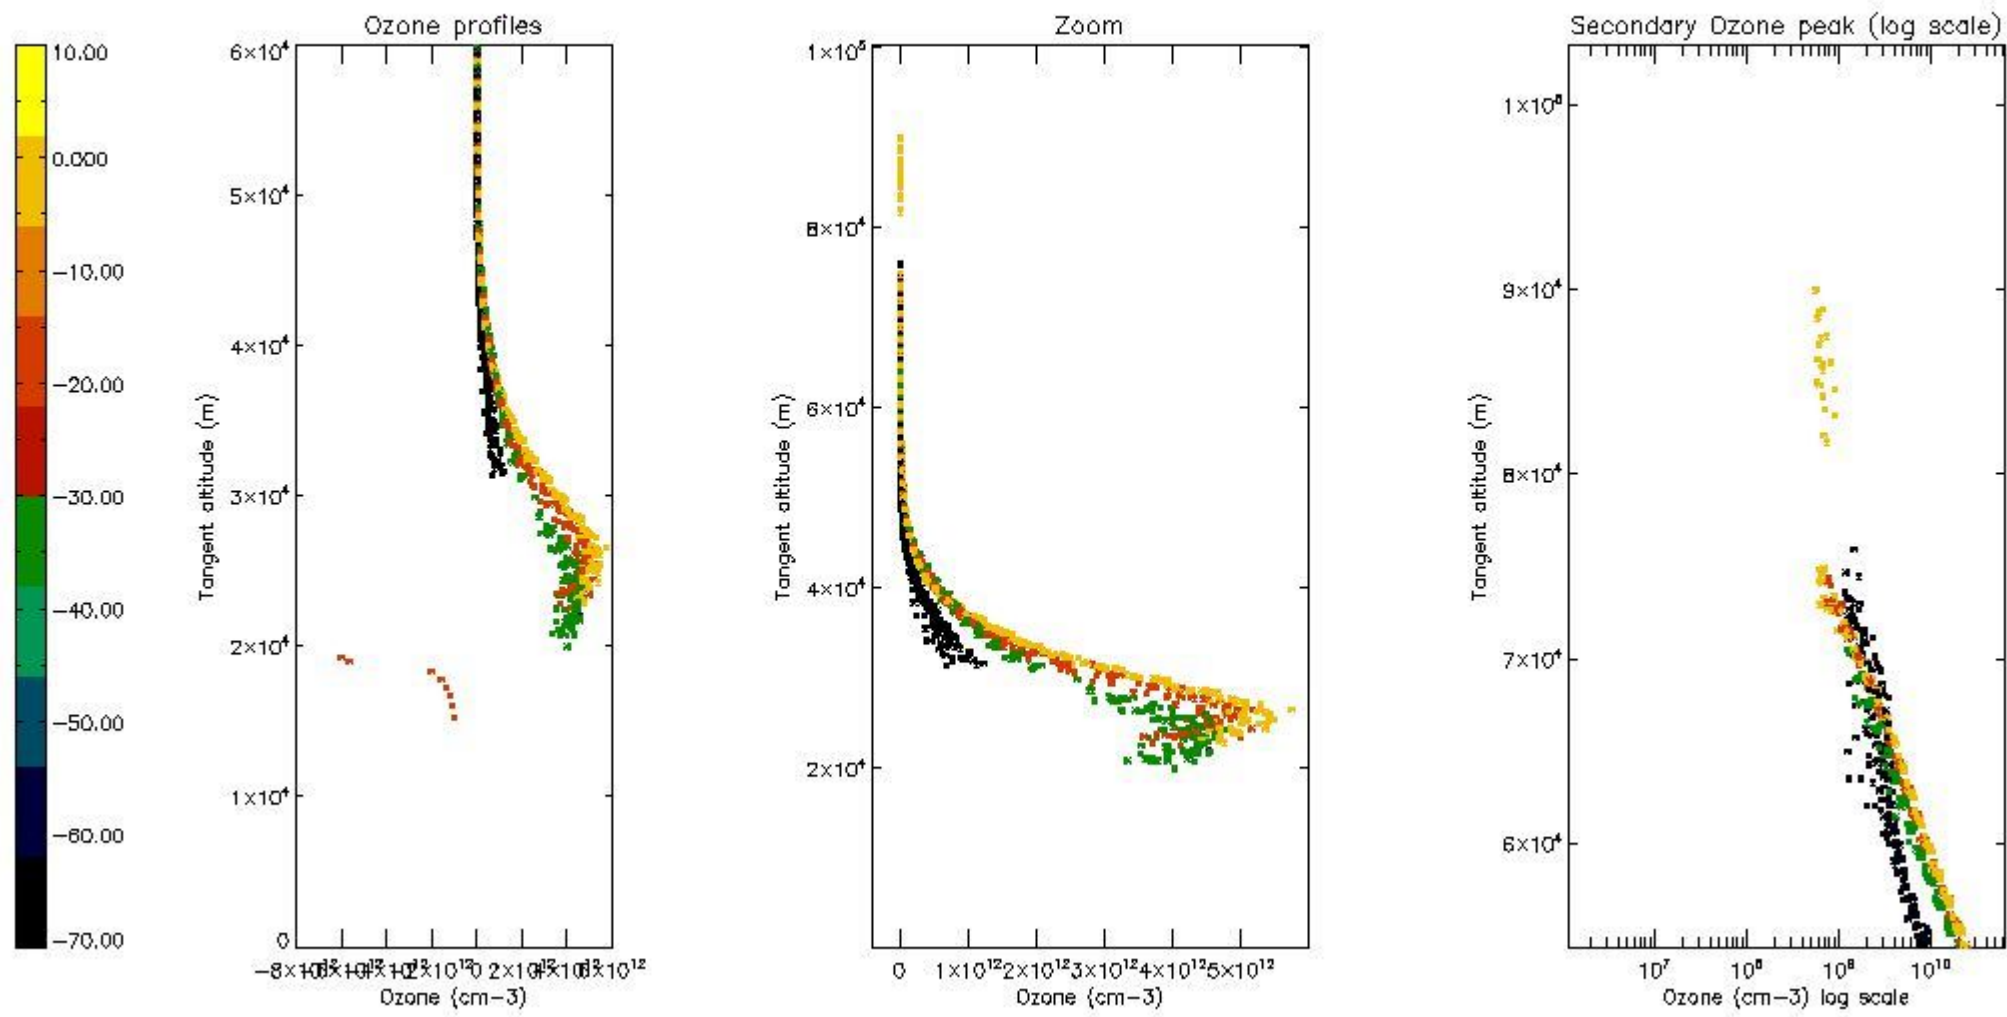 Ozone profiles
Zoom
Secondary Ozone peak (log scale)
10.00
0.000
−10.00
−20.00
−30.00
−40.00
−50.00
−60.00
−70.00
6×10⁴
5×10⁴
4×10⁴
3×10⁴
2×10⁴
1×10⁴
0
Tangent altitude (m)
0
6×10¹²
Ozone (cm−3)
1×10⁵
8×10⁴
6×10⁴
4×10⁴
2×10⁴
Tangent altitude (m)
0 1×10¹² 2×10¹² 3×10¹² 4×10¹² 5×10¹²
Ozone (cm−3)
9×10⁴
8×10⁴
7×10⁴
6×10⁴
Tangent altitude (m)
10⁷ 10⁸ 10⁹ 10¹⁰
Ozone (cm−3) log scale